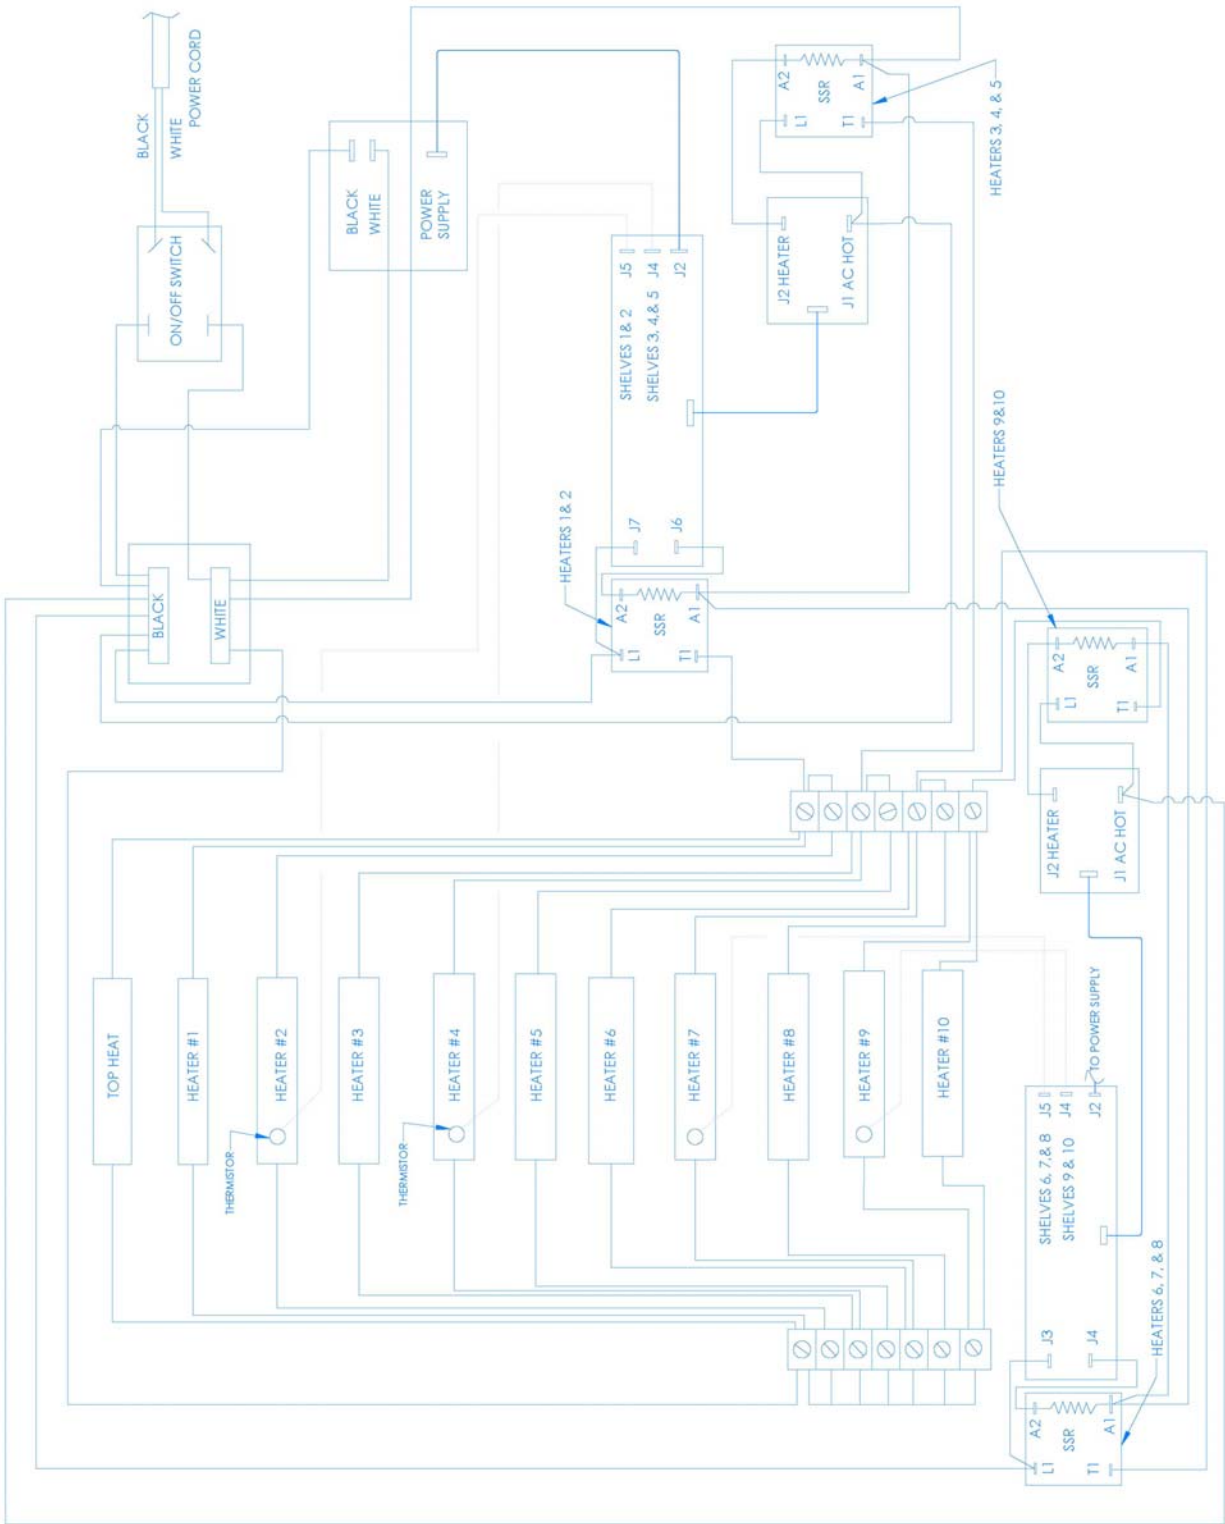 BLACK
WHITE
POWER CORD
ON/OFF SWITCH
BLACK
WHITE
POWER
SUPPLY
BLACK
WHITE
SHELVES 1& 2
SHELVES 3, 4,& 5
J5
J4
J2
J7
J6
HEATERS 1& 2
A2
L1
SSR
A1
T1
A2
L1
SSR
A1
T1
HEATERS 3, 4, & 5
J2 HEATER
J1 AC HOT
HEATERS 9&10
A2
L1
SSR
A1
T1
J2 HEATER
J1 AC HOT
TOP HEAT
HEATER #1
HEATER #2
HEATER #3
HEATER #4
HEATER #5
HEATER #6
HEATER #7
HEATER #8
HEATER #9
HEATER #10
THERMISTOR
THERMISTOR
SHELVES 6, 7,& 8
SHELVES 9 & 10
J5
J4
J2
TO POWER SUPPLY
J3
J4
HEATERS 6, 7, & 8
A2
L1
SSR
A1
T1